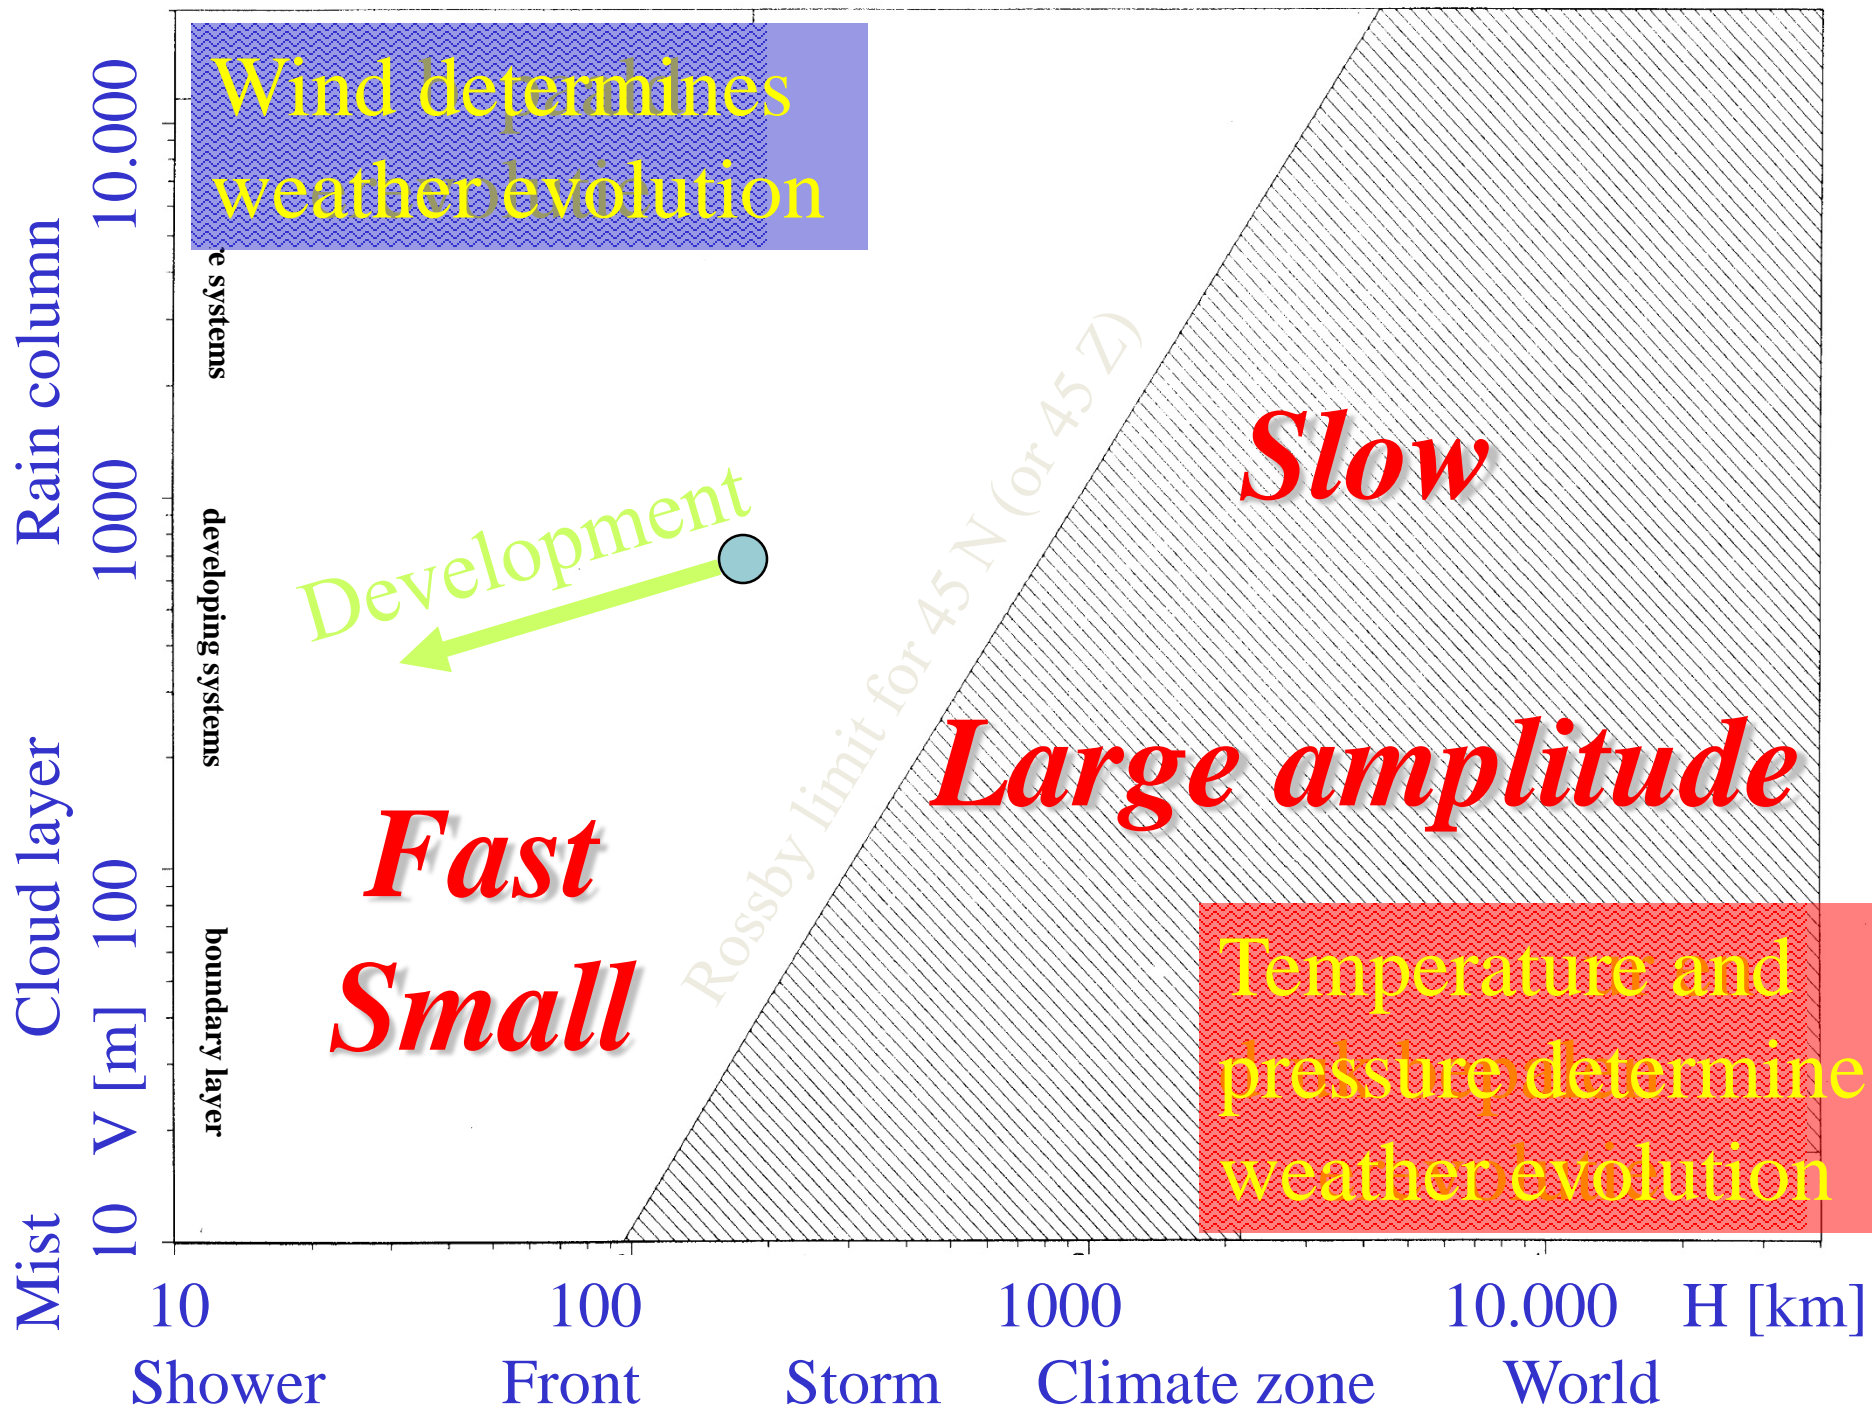 Wind determines
weather evolution
10.000
Rain column
e systems
Rossby limit for 45 N (or 45 Z)
Slow
1000
Development
developing systems
Large amplitude
Cloud layer
Fast
100
Small
boundary layer
Temperature and
pressure determine
weather evolution
V [m]
Mist
10
10 100 1000 10.000 H [km]
Shower Front Storm Climate zone World